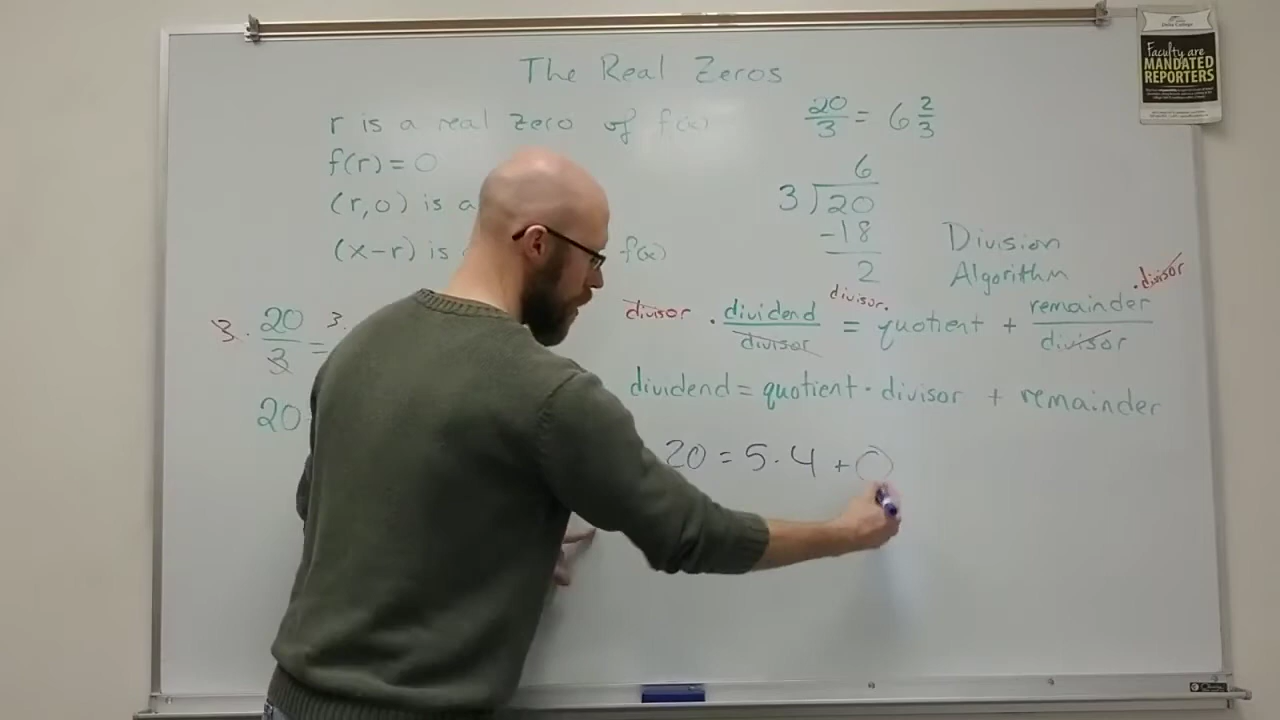 The Real Zeros
r is a real zero of f(x)
f(r) = 0
(r,0) is a
(x-r) is
f(x)
20/3 = 6 2/3
6
3 20
-18
2
Division
Algorithm
3 · 20/3 = 3.
20
divisor · dividend/divisor = divisor. quotient + remainder/divisor . divisor
dividend = quotient · divisor + remainder
20 = 5 · 4 + 0
Delta College
Faculty are
MANDATED
REPORTERS